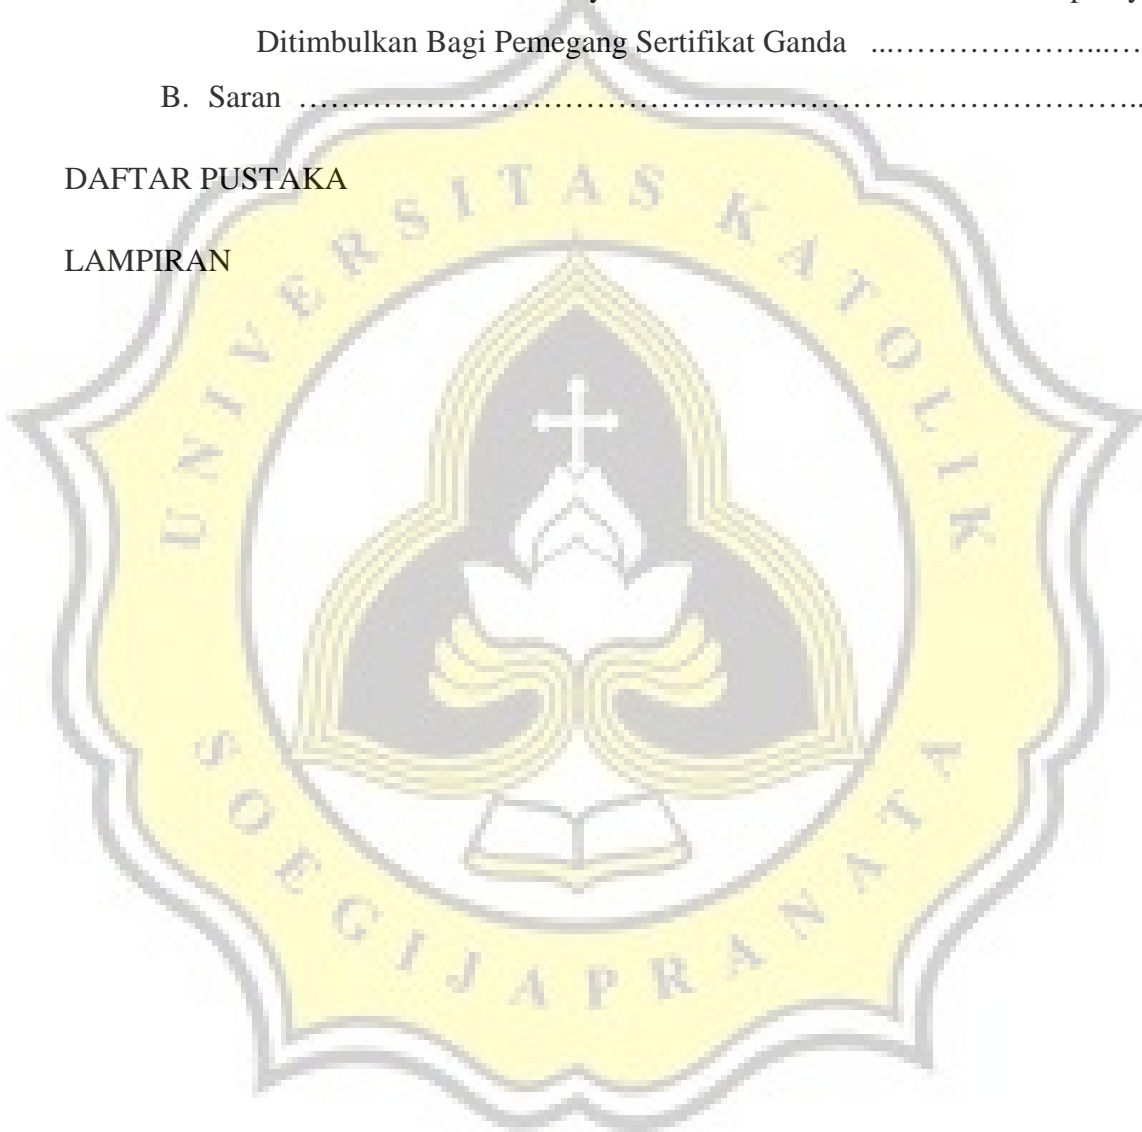 Ditimbulkan Bagi Pemegang Sertifikat Ganda ...…………………...…
B. Saran ………………………………………………………………………..
DAFTAR PUSTAKA
LAMPIRAN
UNIVERSITAS KATOLIK
SOEGIJAPRANATA